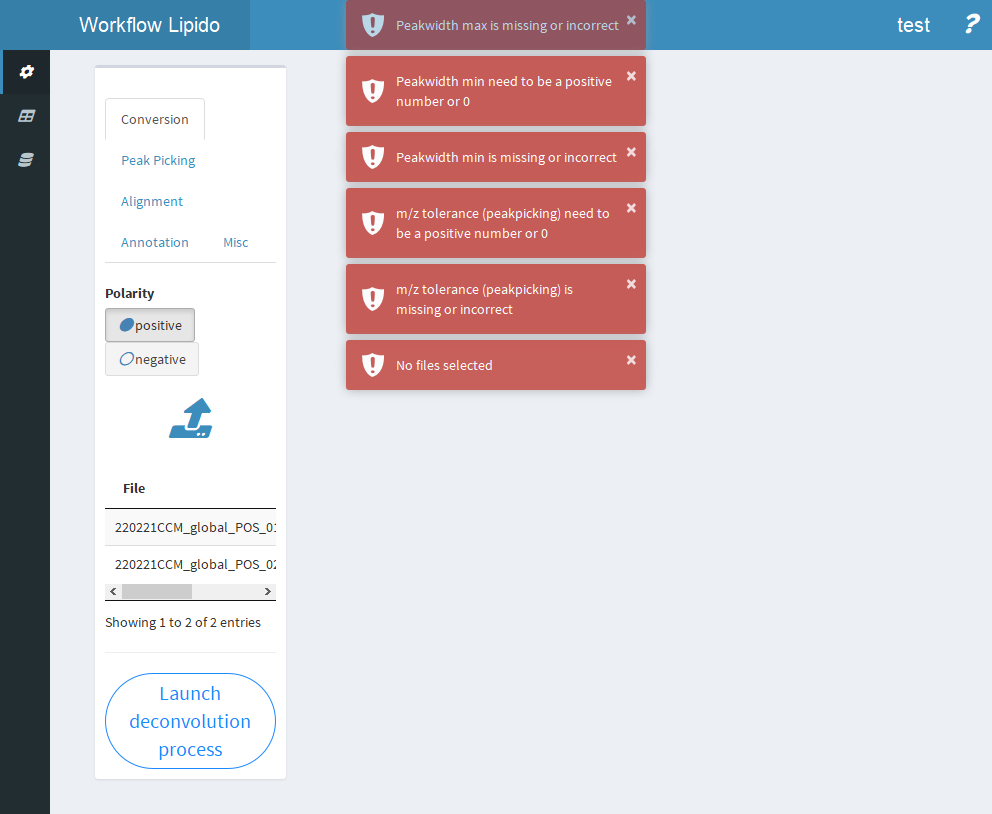 Workflow Lipido
test
?
Conversion
Peak Picking
Alignment
Annotation
Misc
Polarity
positive
negative
File
220221CCM_global_POS_01
220221CCM_global_POS_02
Showing 1 to 2 of 2 entries
Launch
deconvolution
process
Peakwidth max is missing or incorrect
×
Peakwidth min need to be a positive
number or 0
×
Peakwidth min is missing or incorrect
×
m/z tolerance (peakpicking) need to
be a positive number or 0
×
m/z tolerance (peakpicking) is
missing or incorrect
×
No files selected
×